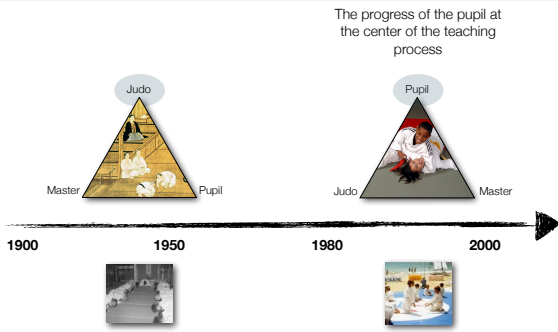 The progress of the pupil at
the center of the teaching
process
Judo
Pupil
Master
Pupil
Judo
Master
1900
1950
1980
2000